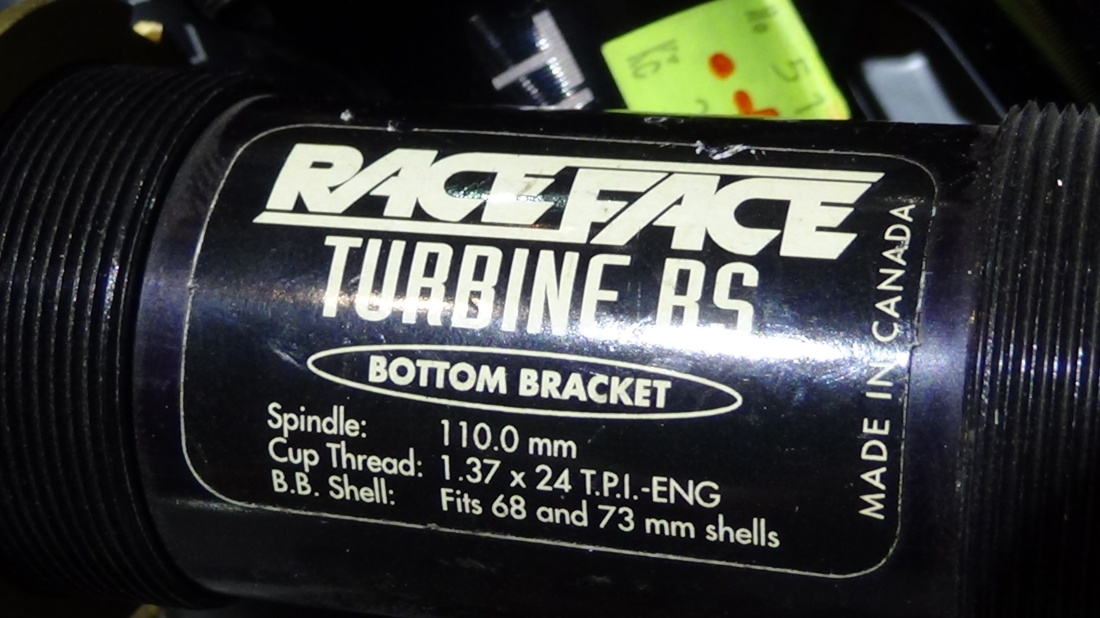 RACEFACE
TURBINE BS
BOTTOM BRACKET
Spindle: 110.0 mm
Cup Thread: 1.37 x 24 T.P.I.-ENG
B.B. Shell: Fits 68 and 73 mm shells
MADE IN CANADA